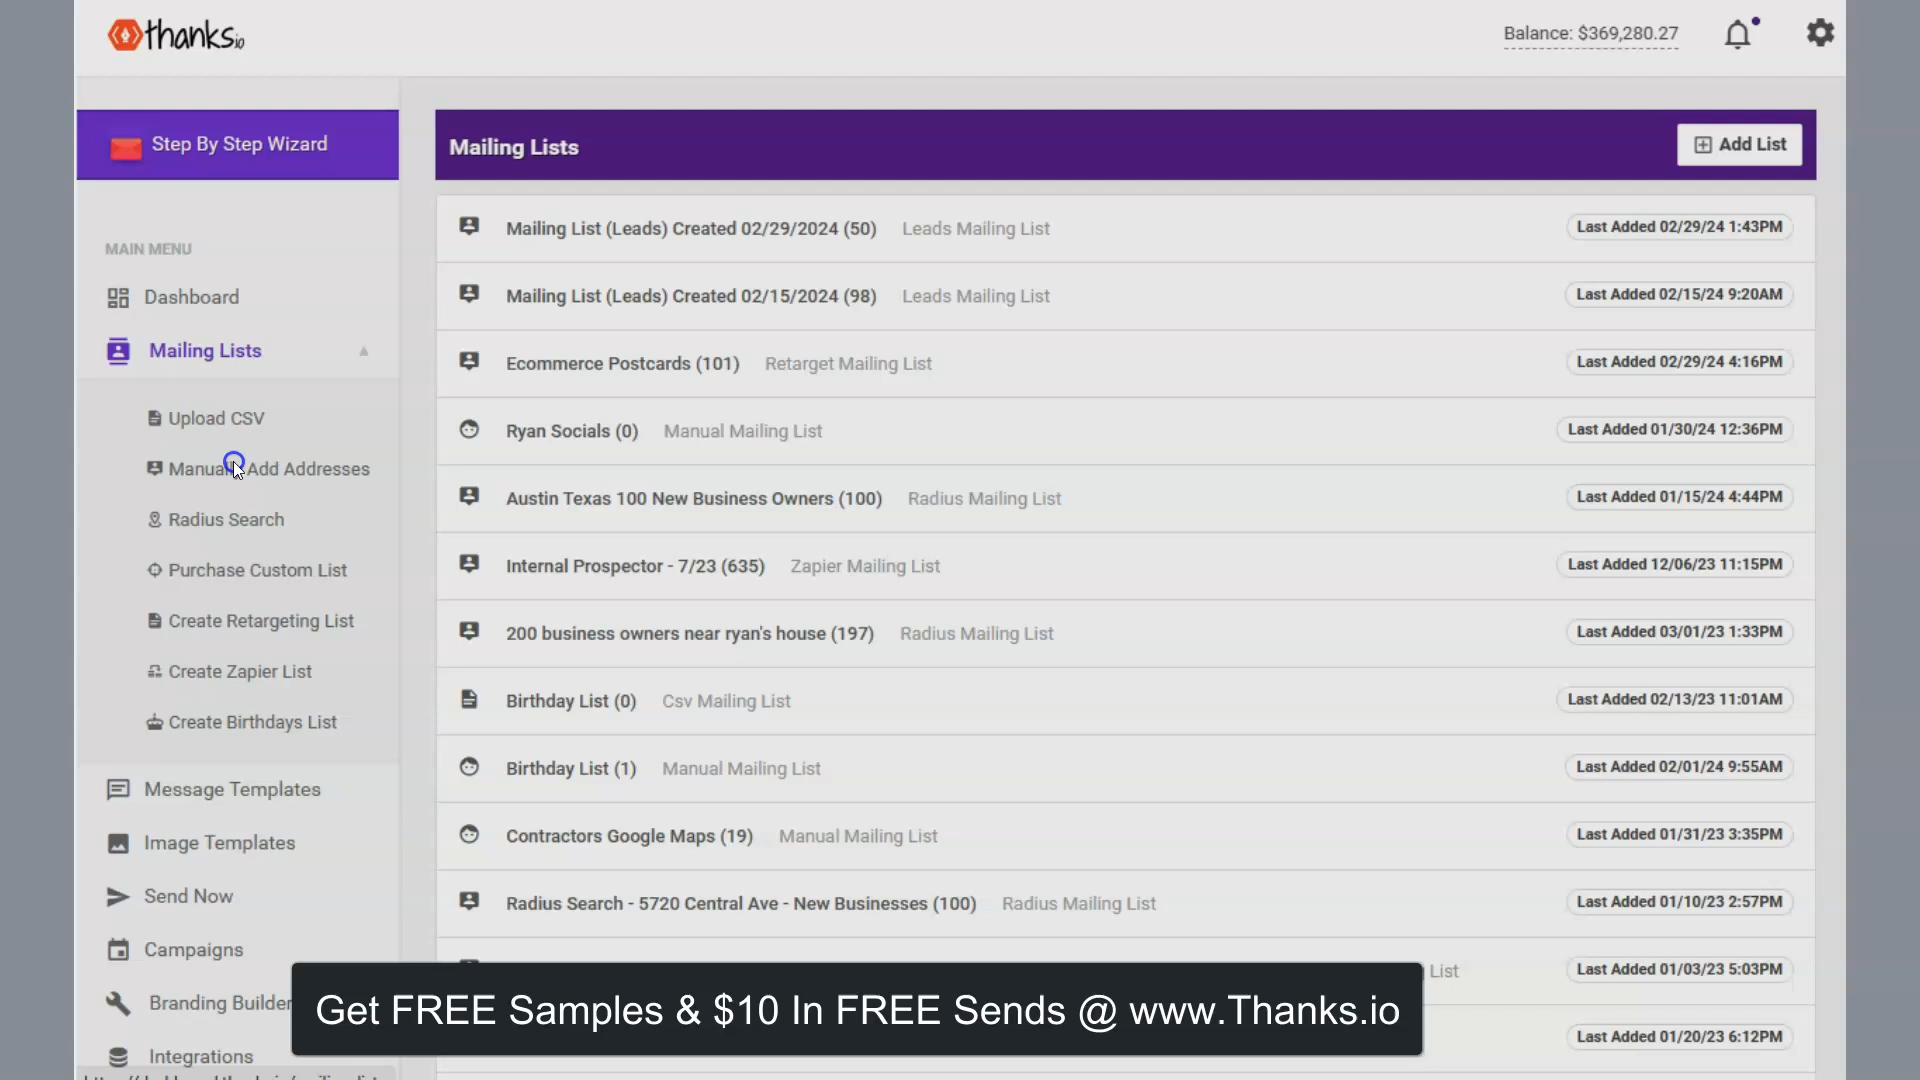 thanks.io
Balance: $369,280.27
Step By Step Wizard
Mailing Lists
Add List
MAIN MENU
Dashboard
Mailing Lists
Upload CSV
Add Addresses
Radius Search
Purchase Custom List
Create Retargeting List
Create Zapier List
Create Birthdays List
Message Templates
Image Templates
Send Now
Campaigns
Branding Builder
Integrations
Mailing List (Leads) Created 02/29/2024 (50) Leads Mailing List Last Added 02/29/24 1:43PM
Mailing List (Leads) Created 02/15/2024 (98) Leads Mailing List Last Added 02/15/24 9:20AM
Ecommerce Postcards (101) Retarget Mailing List Last Added 02/29/24 4:16PM
Ryan Socials (0) Manual Mailing List Last Added 01/30/24 12:36PM
Austin Texas 100 New Business Owners (100) Radius Mailing List Last Added 01/15/24 4:44PM
Internal Prospector - 7/23 (635) Zapier Mailing List Last Added 12/06/23 11:15PM
200 business owners near ryan's house (197) Radius Mailing List Last Added 03/01/23 1:33PM
Birthday List (0) Csv Mailing List Last Added 02/13/23 11:01AM
Birthday List (1) Manual Mailing List Last Added 02/01/24 9:55AM
Contractors Google Maps (19) Manual Mailing List Last Added 01/31/23 3:35PM
Radius Search - 5720 Central Ave - New Businesses (100) Radius Mailing List Last Added 01/10/23 2:57PM
List Last Added 01/03/23 5:03PM
Last Added 01/20/23 6:12PM
Get FREE Samples & $10 In FREE Sends @ www.Thanks.io